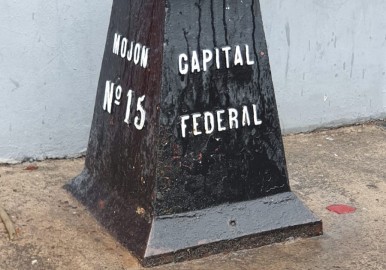 MOJON
Nº 15
CAPITAL
FEDERAL